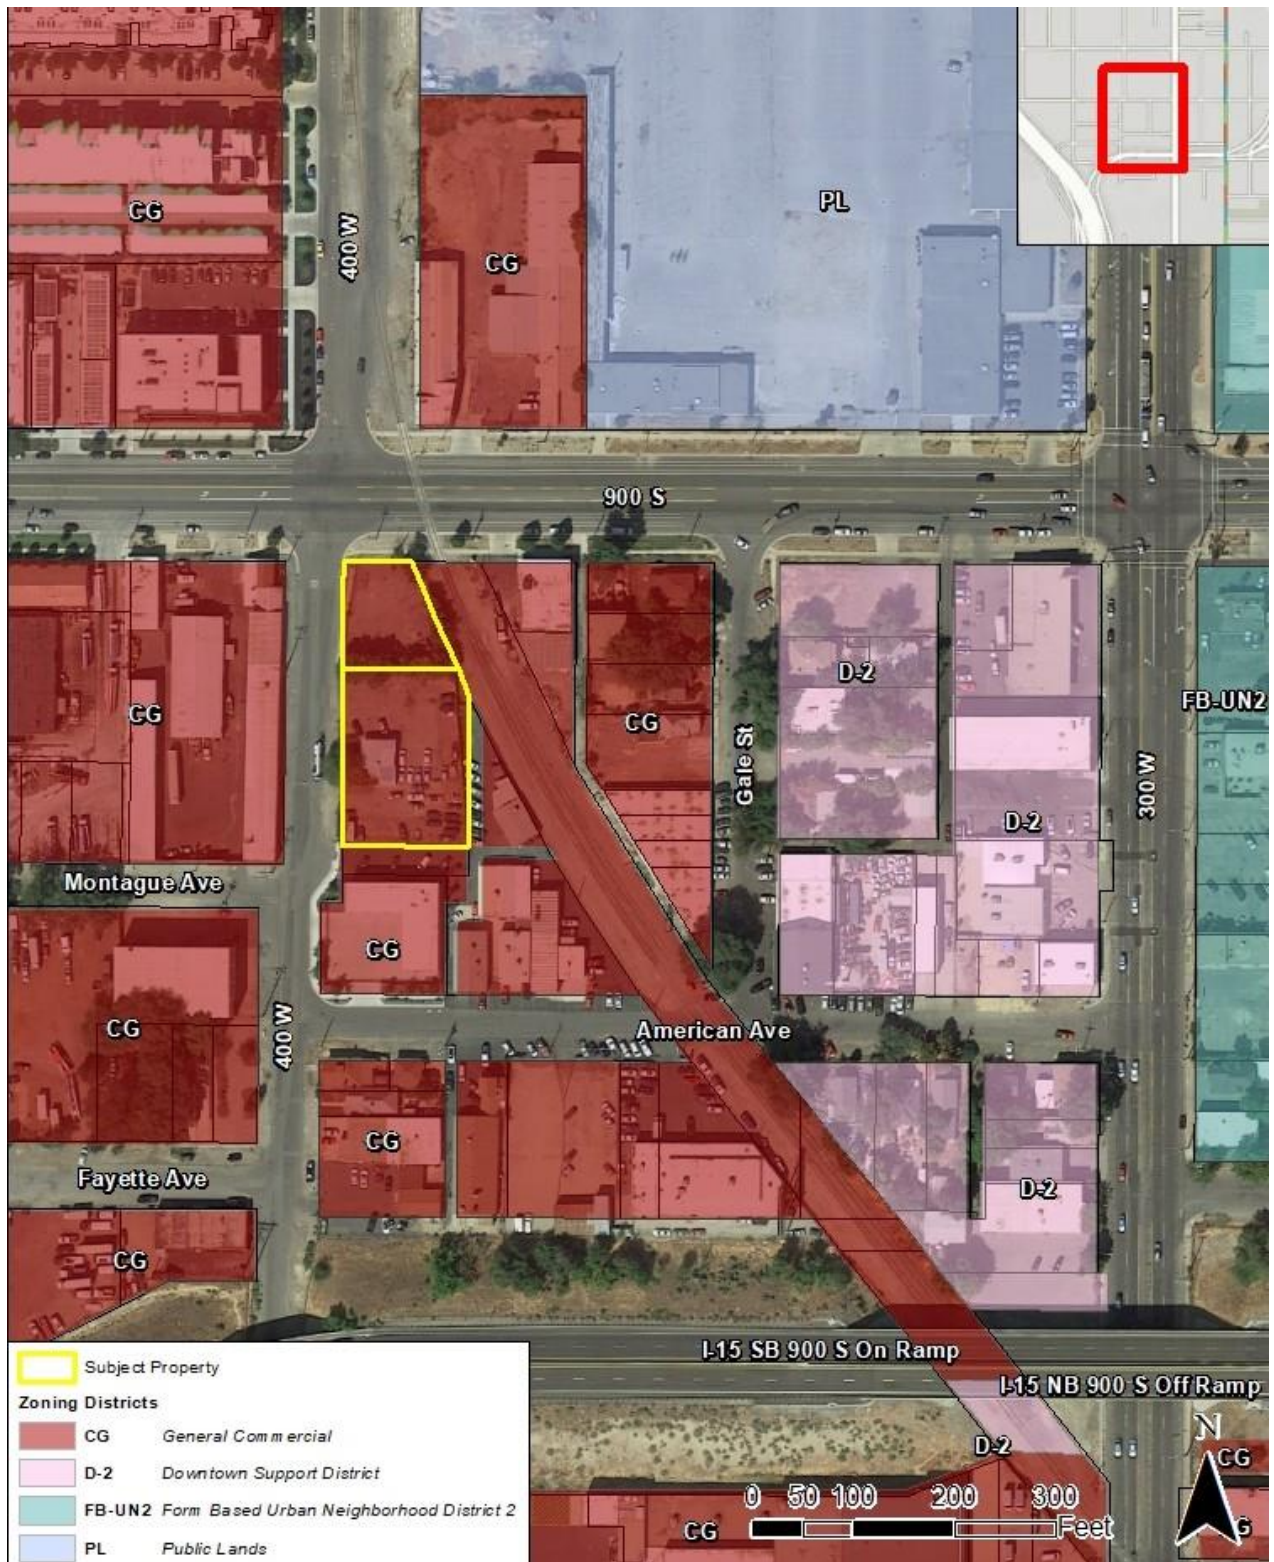 CG
400 W
CG
PL
900 S
CG
CG
Gale St
D-2
D-2
FB-UN2
300 W
Montague Ave
CG
CG
400 W
American Ave
CG
D-2
Fayette Ave
CG
I-15 SB 900 S On Ramp
I-15 NB 900 S Off Ramp
D-2
CG
CG
N
0 50 100 200 300
Feet
Subject Property
Zoning Districts
CG General Commercial
D-2 Downtown Support District
FB-UN2 Form Based Urban Neighborhood District 2
PL Public Lands